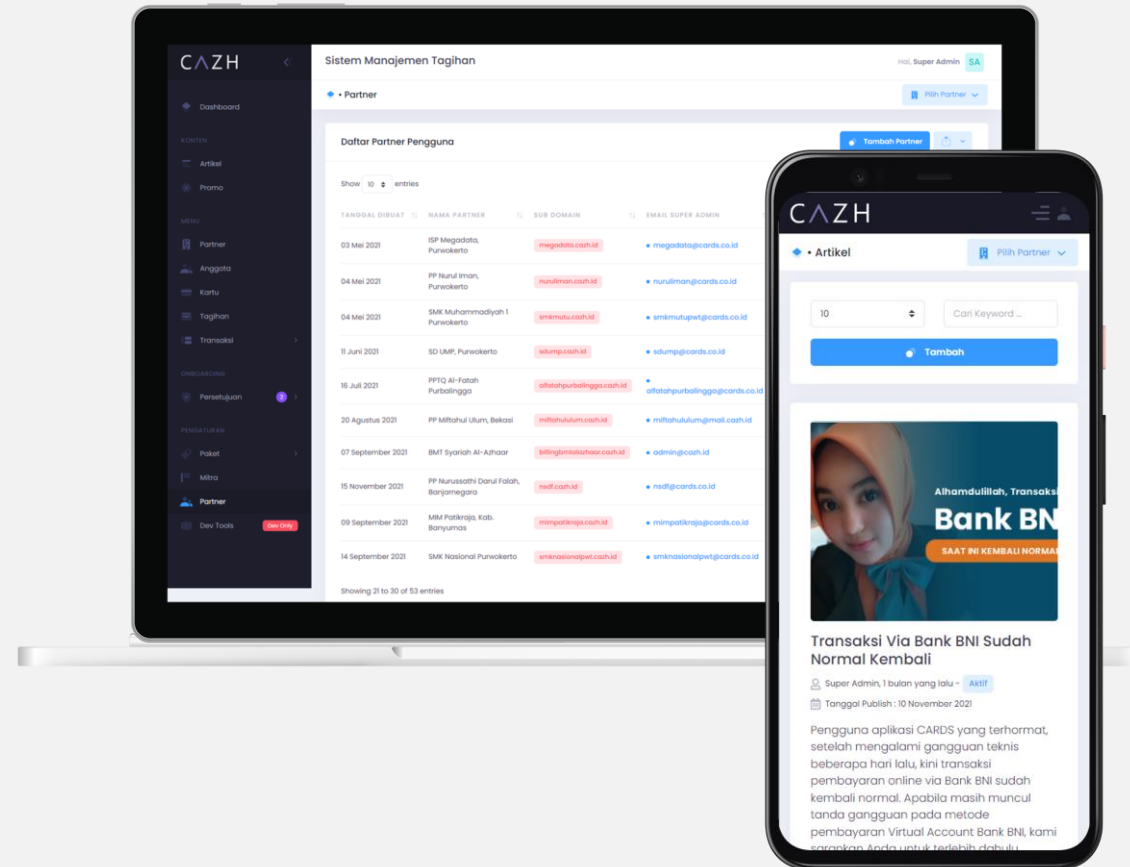 CAZH
Dashboard
KONTEN
Artikel
Promo
MENU
Partner
Anggota
Kartu
Tagihan
Transaksi
ONBOARDING
Persetujuan 2
PENGATURAN
Paket
Mitra
Partner
Dev Tools Dev Only
Sistem Manajemen Tagihan
Hai, Super Admin SA
• Partner
Pilih Partner
Daftar Partner Pengguna
Tambah Partner
Show 10 entries
TANGGAL DIBUAT NAMA PARTNER SUB DOMAIN EMAIL SUPER ADMIN
03 Mei 2021 ISP Megadata, megadata.cazh.id • megadata@cards.co.id
Purwokerto
04 Mei 2021 PP Nurul Iman, nuruliman.cazh.id • nuruliman@cards.co.id
Purwokerto
04 Mei 2021 SMK Muhammadiyah 1 smkmutu.cazh.id • smkmutupwt@cards.co.id
Purwokerto
11 Juni 2021 SD UMP, Purwokerto sdump.cazh.id • sdump@cards.co.id
16 Juli 2021 PPTQ Al-Fatah alfatahpurbalingga.cazh.id •
Purbalingga alfatahpurbalingga@cards.co.id
20 Agustus 2021 PP Miftahul Ulum, Bekasi miftahululum.cazh.id • miftahululum@mail.cazh.id
07 September 2021 BMT Syariah Al-Azhaar billingbmtalazhaar.cazh.id • admin@cazh.id
15 November 2021 PP Nurussathi Darul Falah, nsdf.cazh.id • nsdf@cards.co.id
Banjarnegara
09 September 2021 MIM Patikraja, Kab. mimpatikraja.cazh.id • mimpatikraja@cards.co.id
Banyumas
14 September 2021 SMK Nasional Purwokerto smknasionalpwt.cazh.id • smknasionalpwt@cards.co.id
Showing 21 to 30 of 53 entries
CAZH
• Artikel
Pilih Partner
10
Cari Keyword ...
Tambah
Alhamdulillah, Transaksi
Bank BN
SAAT INI KEMBALI NORMAL
Transaksi Via Bank BNI Sudah
Normal Kembali
Super Admin, 1 bulan yang lalu - Aktif
Tanggal Publish : 10 November 2021
Pengguna aplikasi CARDS yang terhormat,
setelah mengalami gangguan teknis
beberapa hari lalu, kini transaksi
pembayaran online via Bank BNI sudah
kembali normal. Apabila masih muncul
tanda gangguan pada metode
pembayaran Virtual Account Bank BNI, kami
sarankan Anda untuk terlebih dahulu